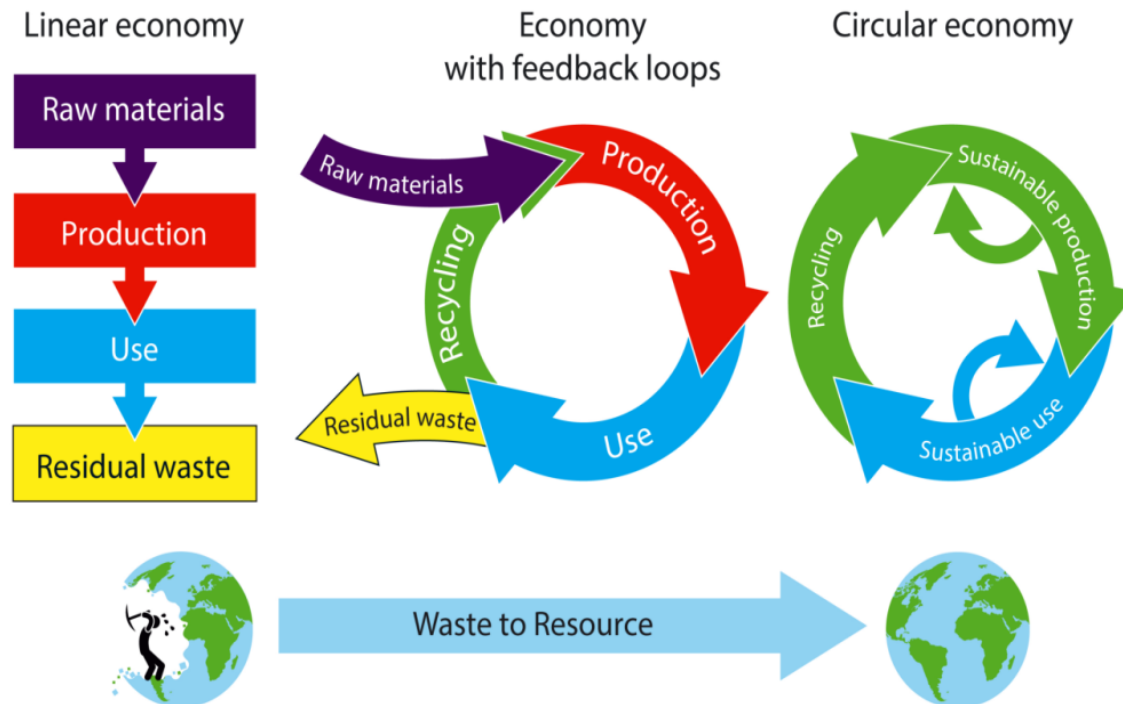 Linear economy
Raw materials
Production
Use
Residual waste
Economy
with feedback loops
Raw materials
Production
Recycling
Residual waste
Use
Circular economy
Sustainable production
Recycling
Sustainable use
Waste to Resource